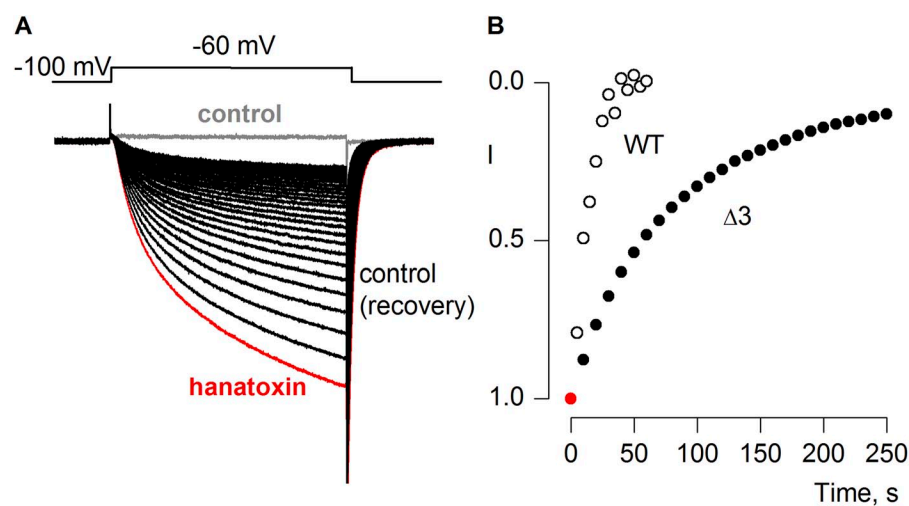 A
-60 mV
-100 mV
control
control
(recovery)
hanatoxin
B
0.0
I
WT
0.5
Δ3
1.0
0 50 100 150 200 250
Time, s